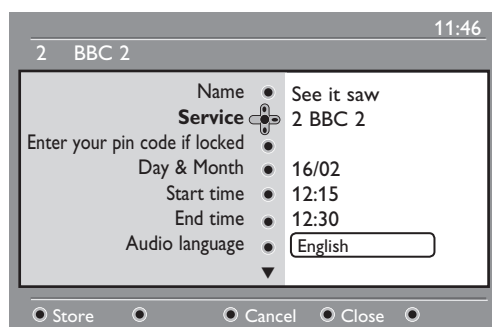 11:46
2 BBC 2
Name See it saw
Service 2 BBC 2
Enter your pin code if locked
Day & Month 16/02
Start time 12:15
End time 12:30
Audio language English
Store Cancel Close